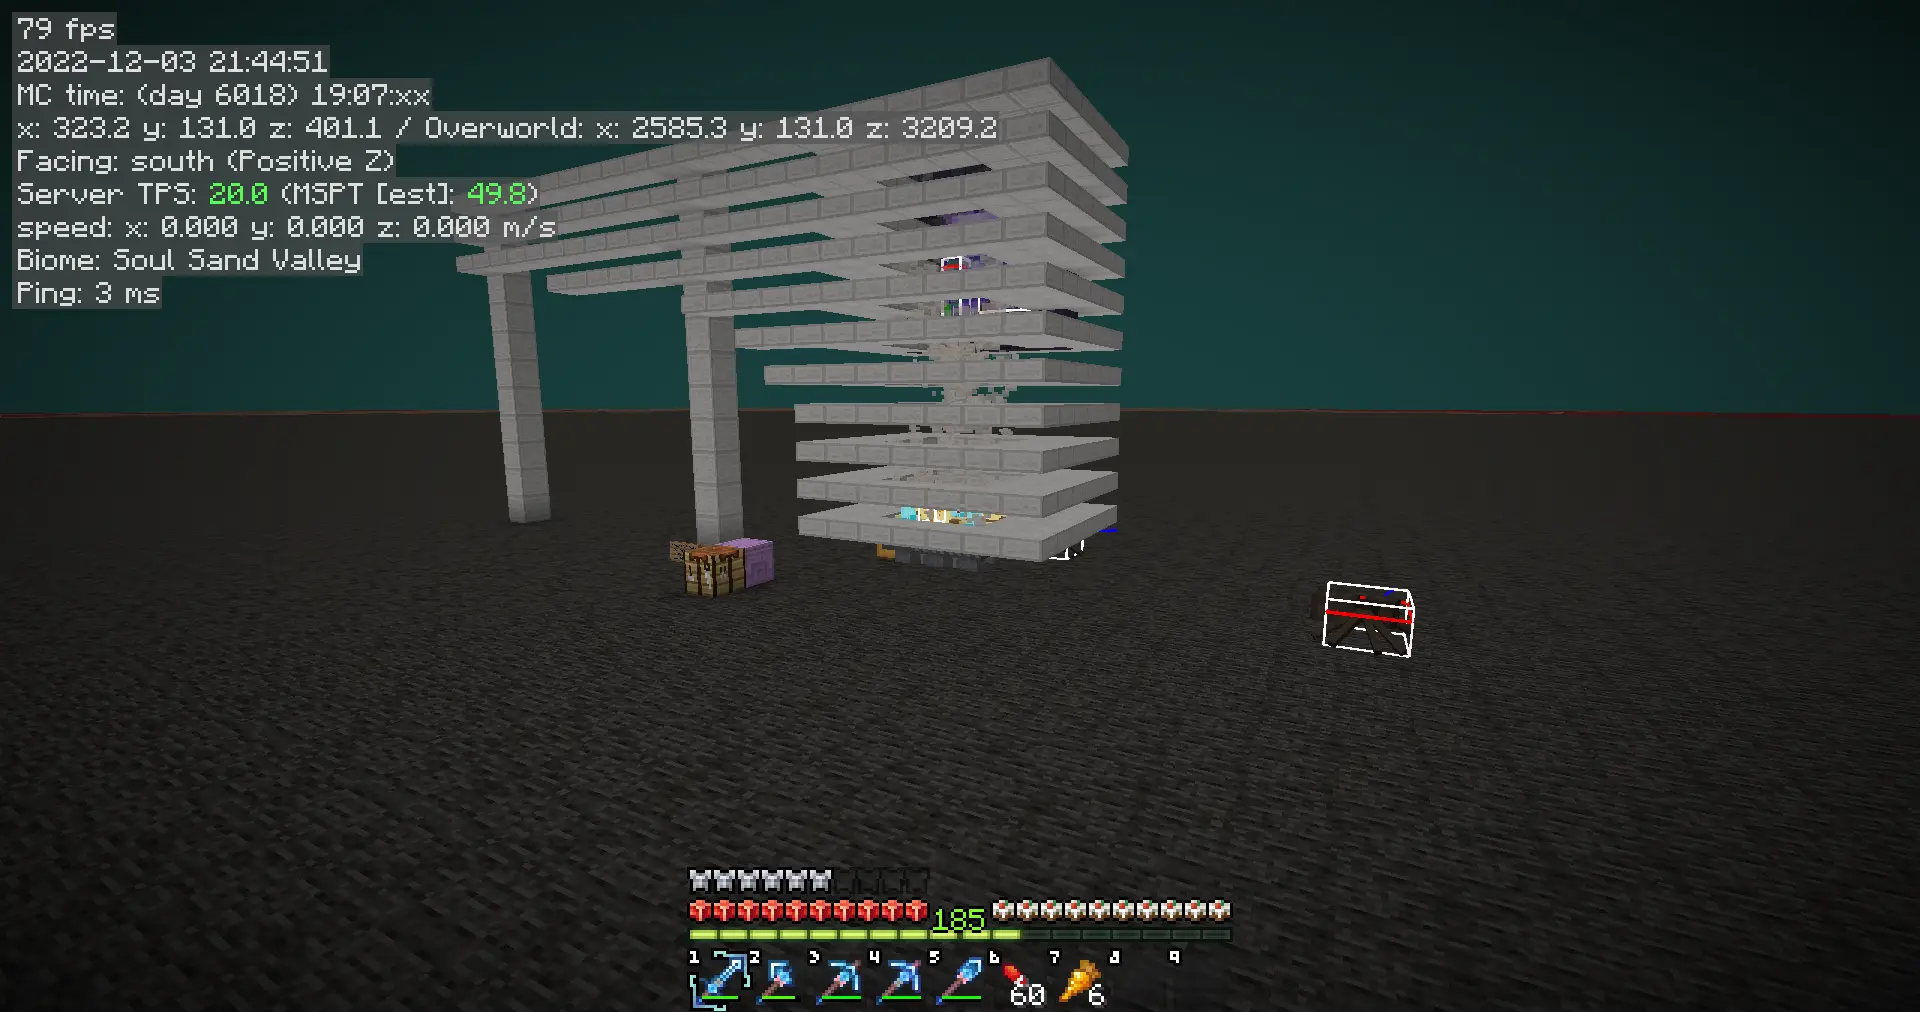 79 fps
2022-12-03 21:44:51
MC time: (day 6018) 19:07:xx
x: 323.2 y: 131.0 z: 401.1 / Overworld: x: 2585.3 y: 131.0 z: 3209.2
Facing: south (Positive Z)
Server TPS: 20.0 (MSPT [est]: 49.8)
speed: x: 0.000 y: 0.000 z: 0.000 m/s
Biome: Soul Sand Valley
Ping: 3 ms
185
1 2 3 4 5 6 7 8 9
60 6